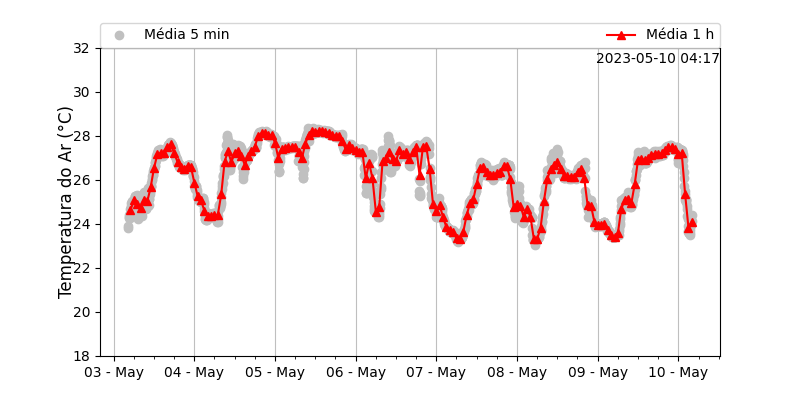 Média 5 min
Média 1 h
2023-05-10 04:17
Temperatura do Ar (°C)
32
30
28
26
24
22
20
18
03 - May
04 - May
05 - May
06 - May
07 - May
08 - May
09 - May
10 - May